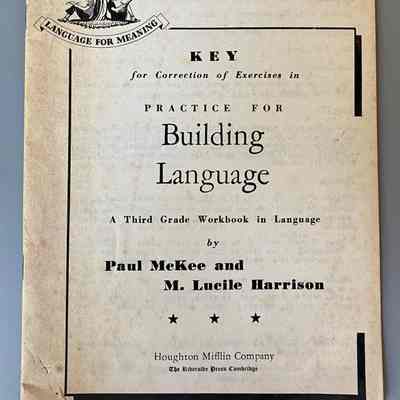 LANGUAGE FOR MEANING
KEY
for Correction of Exercises in
PRACTICE FOR
Building
Language
A Third Grade Workbook in Language
by
Paul McKee and
M. Lucile Harrison
Houghton Mifflin Company
The Riverside Press Cambridge